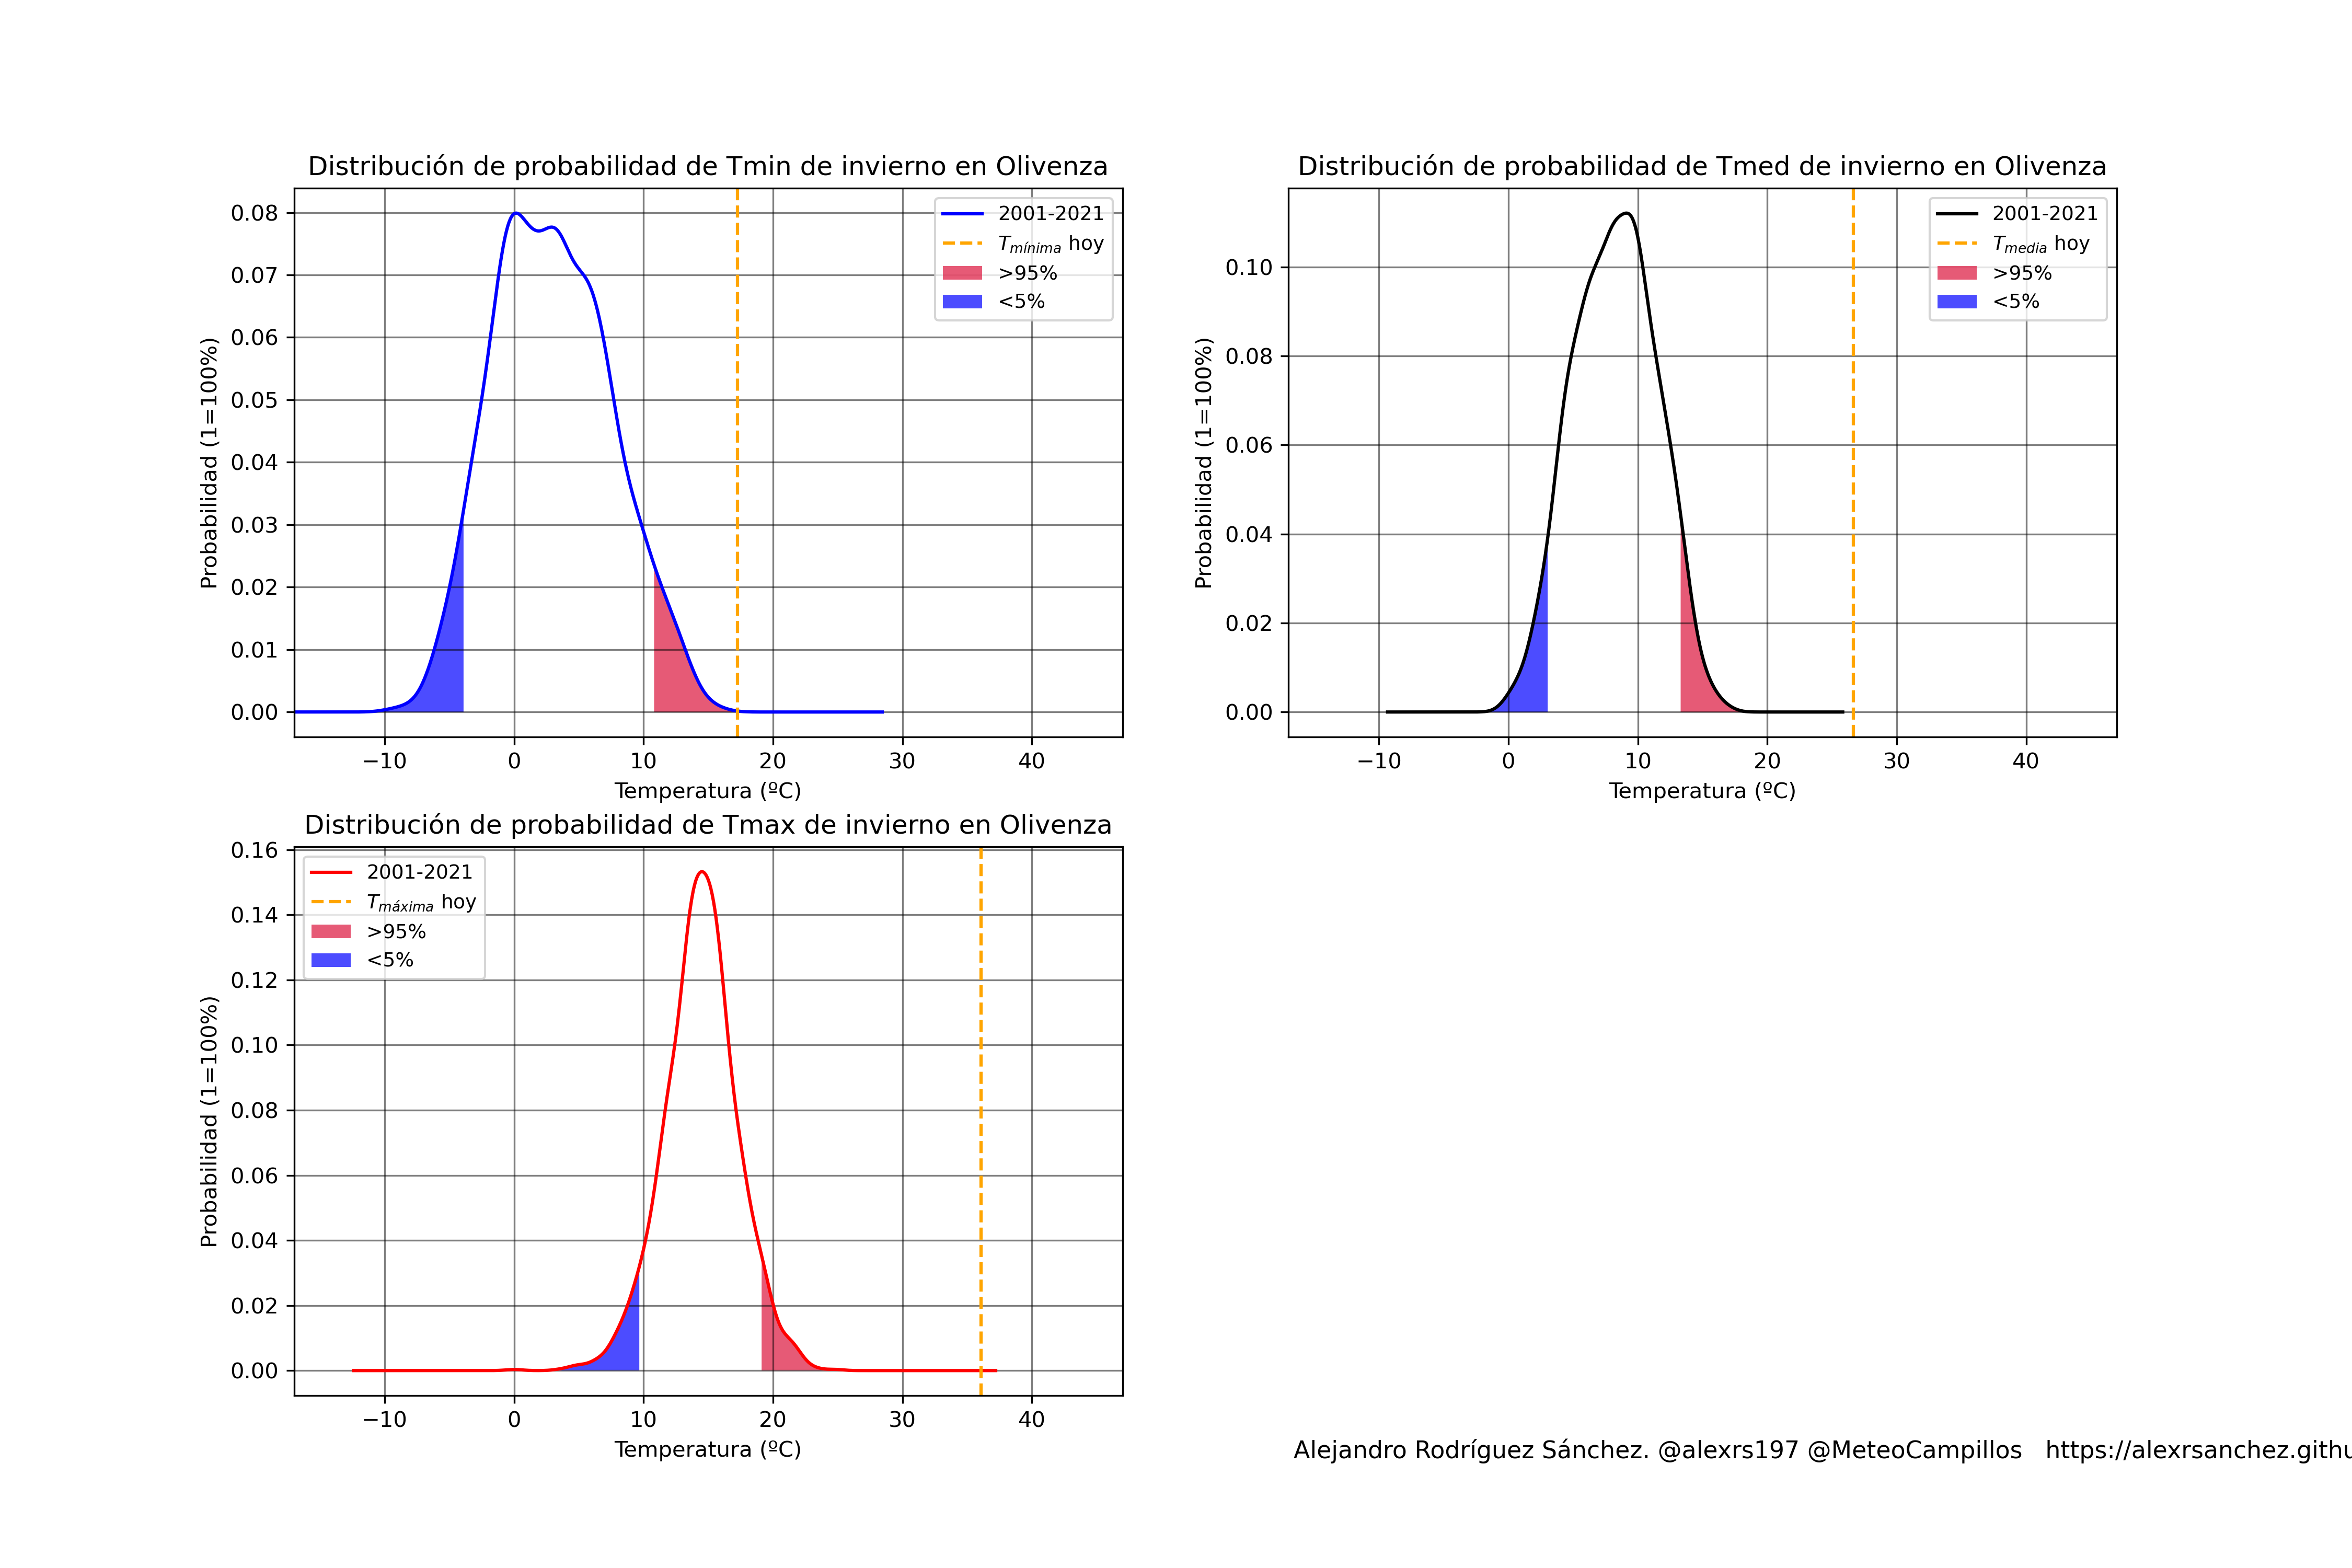 Distribución de probabilidad de Tmin de invierno en Olivenza
0.08
0.07
0.06
0.05
0.04
0.03
0.02
0.01
0.00
Probabilidad (1=100%)
2001-2021
Tmínima hoy
>95%
<5%
−10 0 10 20 30 40
Temperatura (ºC)
Distribución de probabilidad de Tmed de invierno en Olivenza
0.10
0.08
0.06
0.04
0.02
0.00
Probabilidad (1=100%)
2001-2021
Tmedia hoy
>95%
<5%
−10 0 10 20 30 40
Temperatura (ºC)
Distribución de probabilidad de Tmax de invierno en Olivenza
0.16
0.14
0.12
0.10
0.08
0.06
0.04
0.02
0.00
Probabilidad (1=100%)
2001-2021
Tmáxima hoy
>95%
<5%
−10 0 10 20 30 40
Temperatura (ºC)
Alejandro Rodríguez Sánchez. @alexrs197 @MeteoCampillos https://alexrsanchez.githu